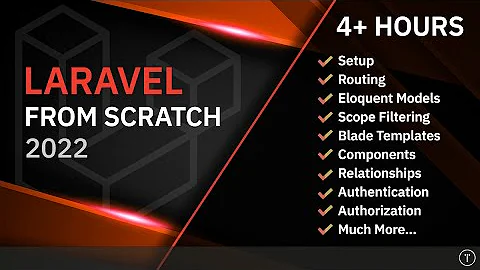 LARAVEL
FROM SCRATCH
2022
4+ HOURS
Setup
Routing
Eloquent Models
Scope Filtering
Blade Templates
Components
Relationships
Authentication
Authorization
Much More...
T